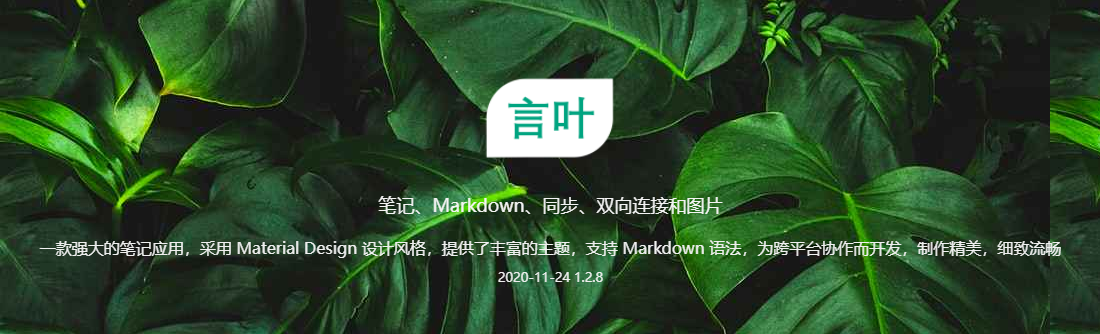 言叶
笔记、Markdown、同步、双向连接和图片
一款强大的笔记应用，采用 Material Design 设计风格，提供了丰富的主题，支持 Markdown 语法，为跨平台协作而开发，制作精美，细致流畅
2020-11-24 1.2.8